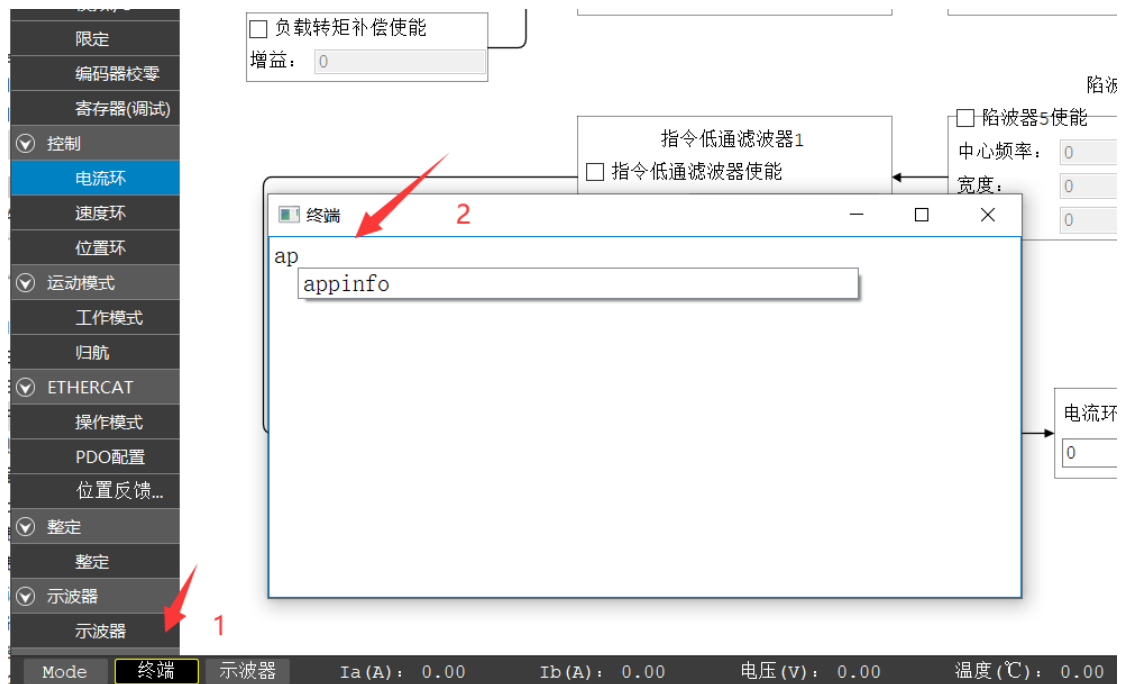 限定
编码器校零
寄存器(调试)
控制
电流环
速度环
位置环
运动模式
工作模式
归航
ETHERCAT
操作模式
PDO配置
位置反馈...
整定
整定
示波器
示波器
负载转矩补偿使能
增益: 0
指令低通滤波器1
指令低通滤波器使能
陷波器5使能
中心频率: 0
宽度: 0
0
终端
2
ap
appinfo
电流环
0
1
Mode 终端 示波器 Ia(A): 0.00 Ib(A): 0.00 电压(V): 0.00 温度(℃): 0.00